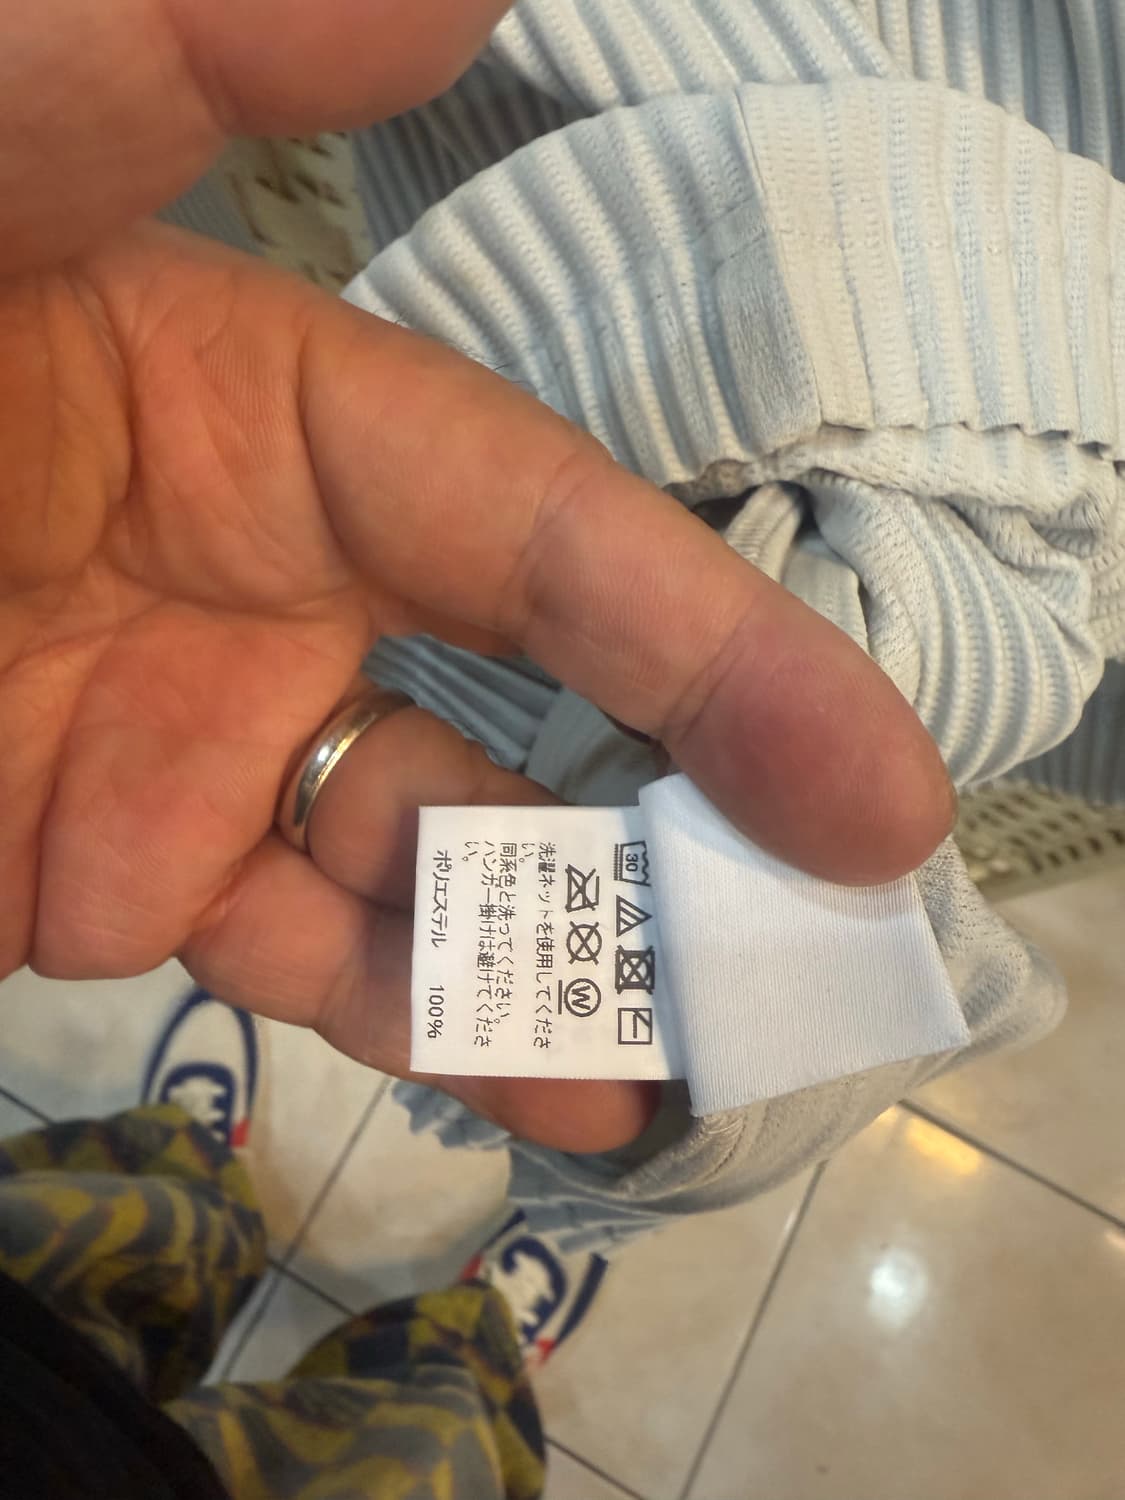 30
W
洗濯ネットを使用してくださ
い。
同系色と洗ってください。
ハンガー掛けは避けてくださ
い。
ポリエステル 100%